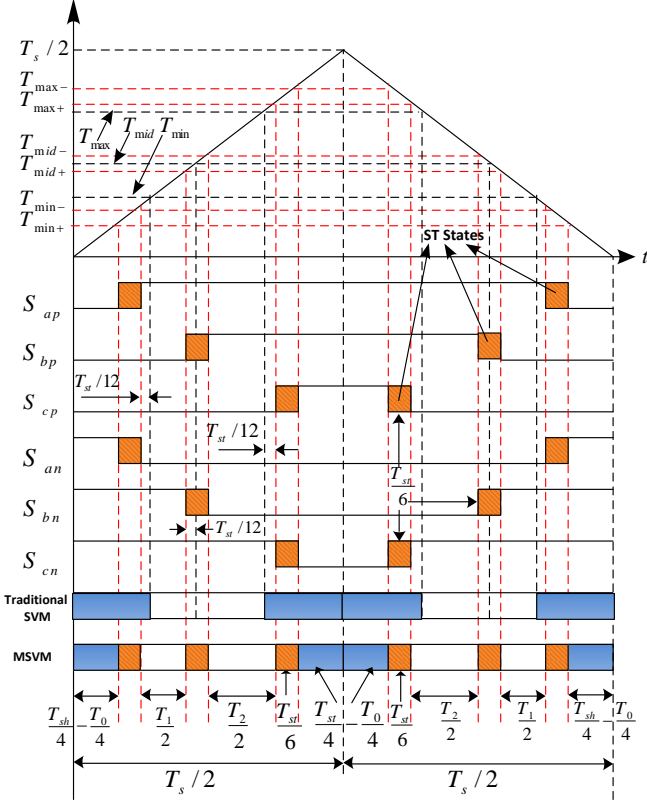 T_s / 2
T_max−
T_max+
T_max T_mid T_min
T_mid−
T_mid+
T_min−
T_min+
ST States
t
S_ap
S_bp
T_st/12
S_cp
T_st/12
S_an
T_st/6
S_bn
T_st/12
S_cn
Traditional
SVM
MSVM
T_sh/4 − T_0/4 T_1/2 T_2/2 T_st/6 T_st/4 − T_0/4 T_st/6 T_2/2 T_1/2 T_sh/4 − T_0/4
T_s / 2 T_s / 2